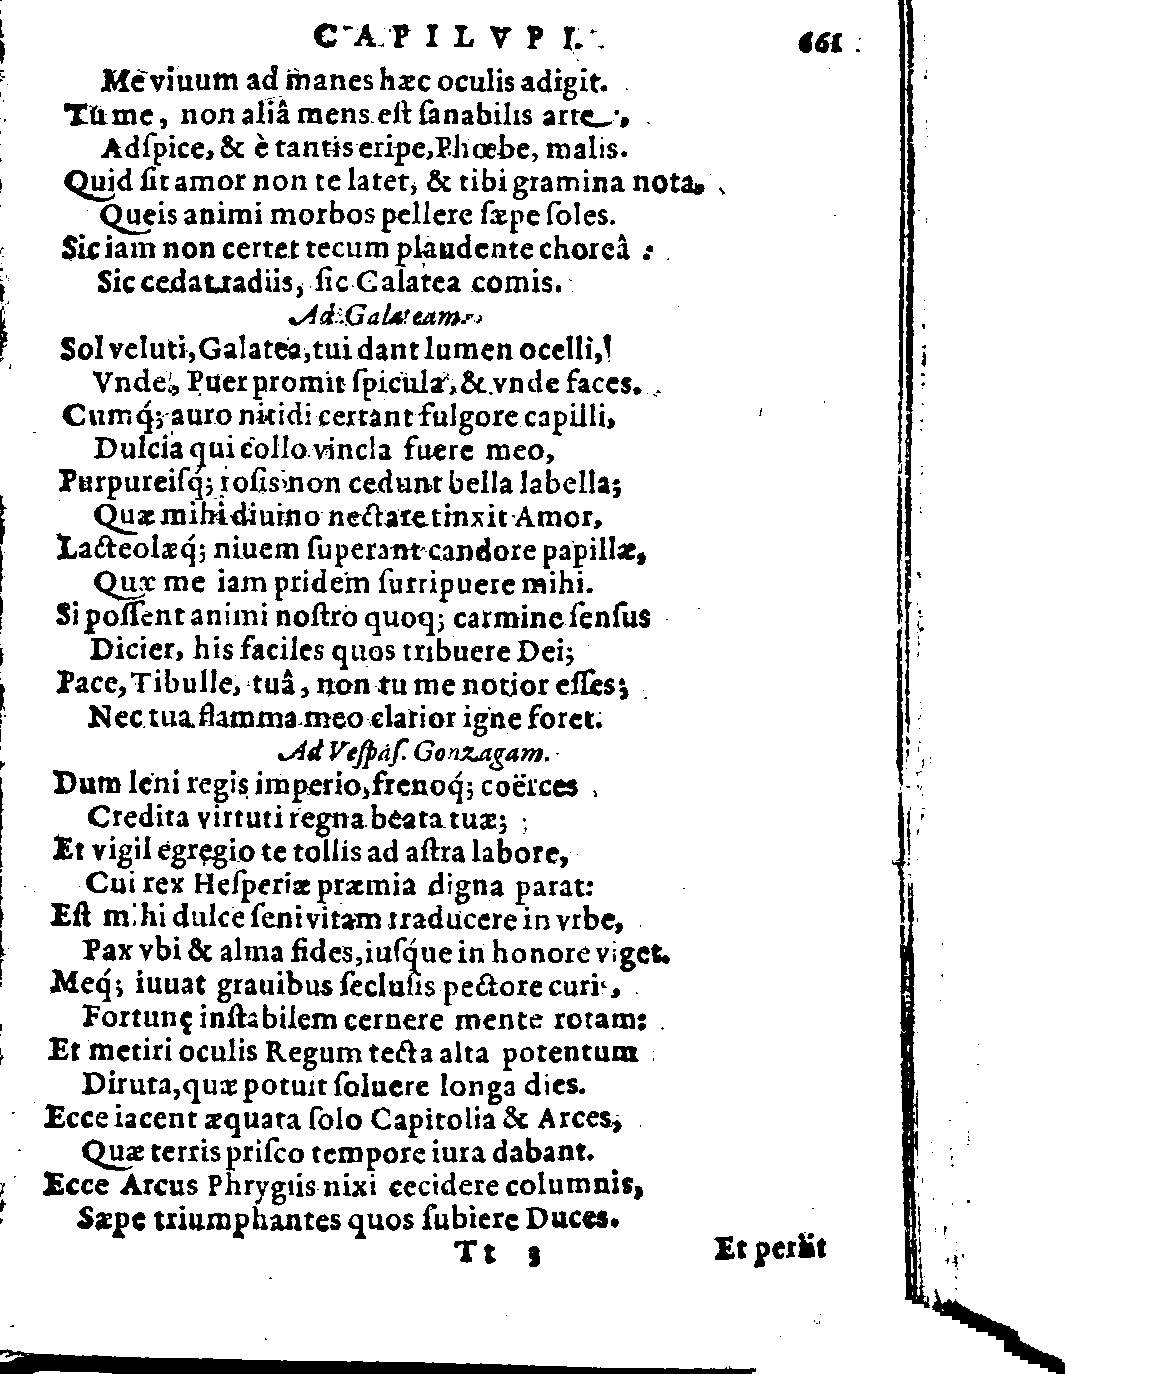 CAPILVPI. 661
Me viuum ad manes hæc oculis adigit.
Tu me, non aliâ mens est sanabilis arte,
Adſpice, & è tantis eripe, Phœbe, malis.
Quid ſit amor non te latet, & tibi gramina nota,
Queis animi morbos pellere ſæpe ſoles.
Sic iam non certet tecum plaudente choreâ:
Sic cedat radiis, ſic Galatea comis.
Ad Galateam.
Sol veluti, Galatea, tui dant lumen ocelli,
Vnde, Puer promit ſpicula, & vnde faces.
Cumq́; auro nitidi certant fulgore capilli,
Dulcia qui collo vincla fuere meo,
Purpureiſq́; roſis non cedunt bella labella;
Quæ mihi diuino nectare tinxit Amor,
Lacteolæq́; niuem ſuperant candore papillæ,
Quæ me iam pridem ſurripuere mihi.
Si poſſent animi noſtro quoq; carmine ſenſus
Dicier, his faciles quos tribuere Dei;
Pace, Tibulle, tuâ, non tu me notior eſſes;
Nec tua flamma meo clarior igne foret.
Ad Veſpaſ. Gonzagam.
Dum leni regis imperio, frenoq́; coërces
Credita virtuti regna beata tuæ;
Et vigil egręgio te tollis ad aſtra labore,
Cui rex Heſperiæ præmia digna parat:
Eſt mihi dulce ſeni vitam traducere in vrbe,
Pax vbi & alma fides, iuſq́ue in honore viget.
Meq́; iuuat grauibus ſecluſis pectore curis,
Fortunę inſtabilem cernere mente rotam:
Et metiri oculis Regum tecta alta potentum
Diruta, quæ potuit ſoluere longa dies.
Ecce iacent æquata ſolo Capitolia & Arces,
Quæ terris priſco tempore iura dabant.
Ecce Arcus Phrygiis nixi cecidere columnis,
Sæpe triumphantes quos ſubiere Duces.
Tt 3 Et periit